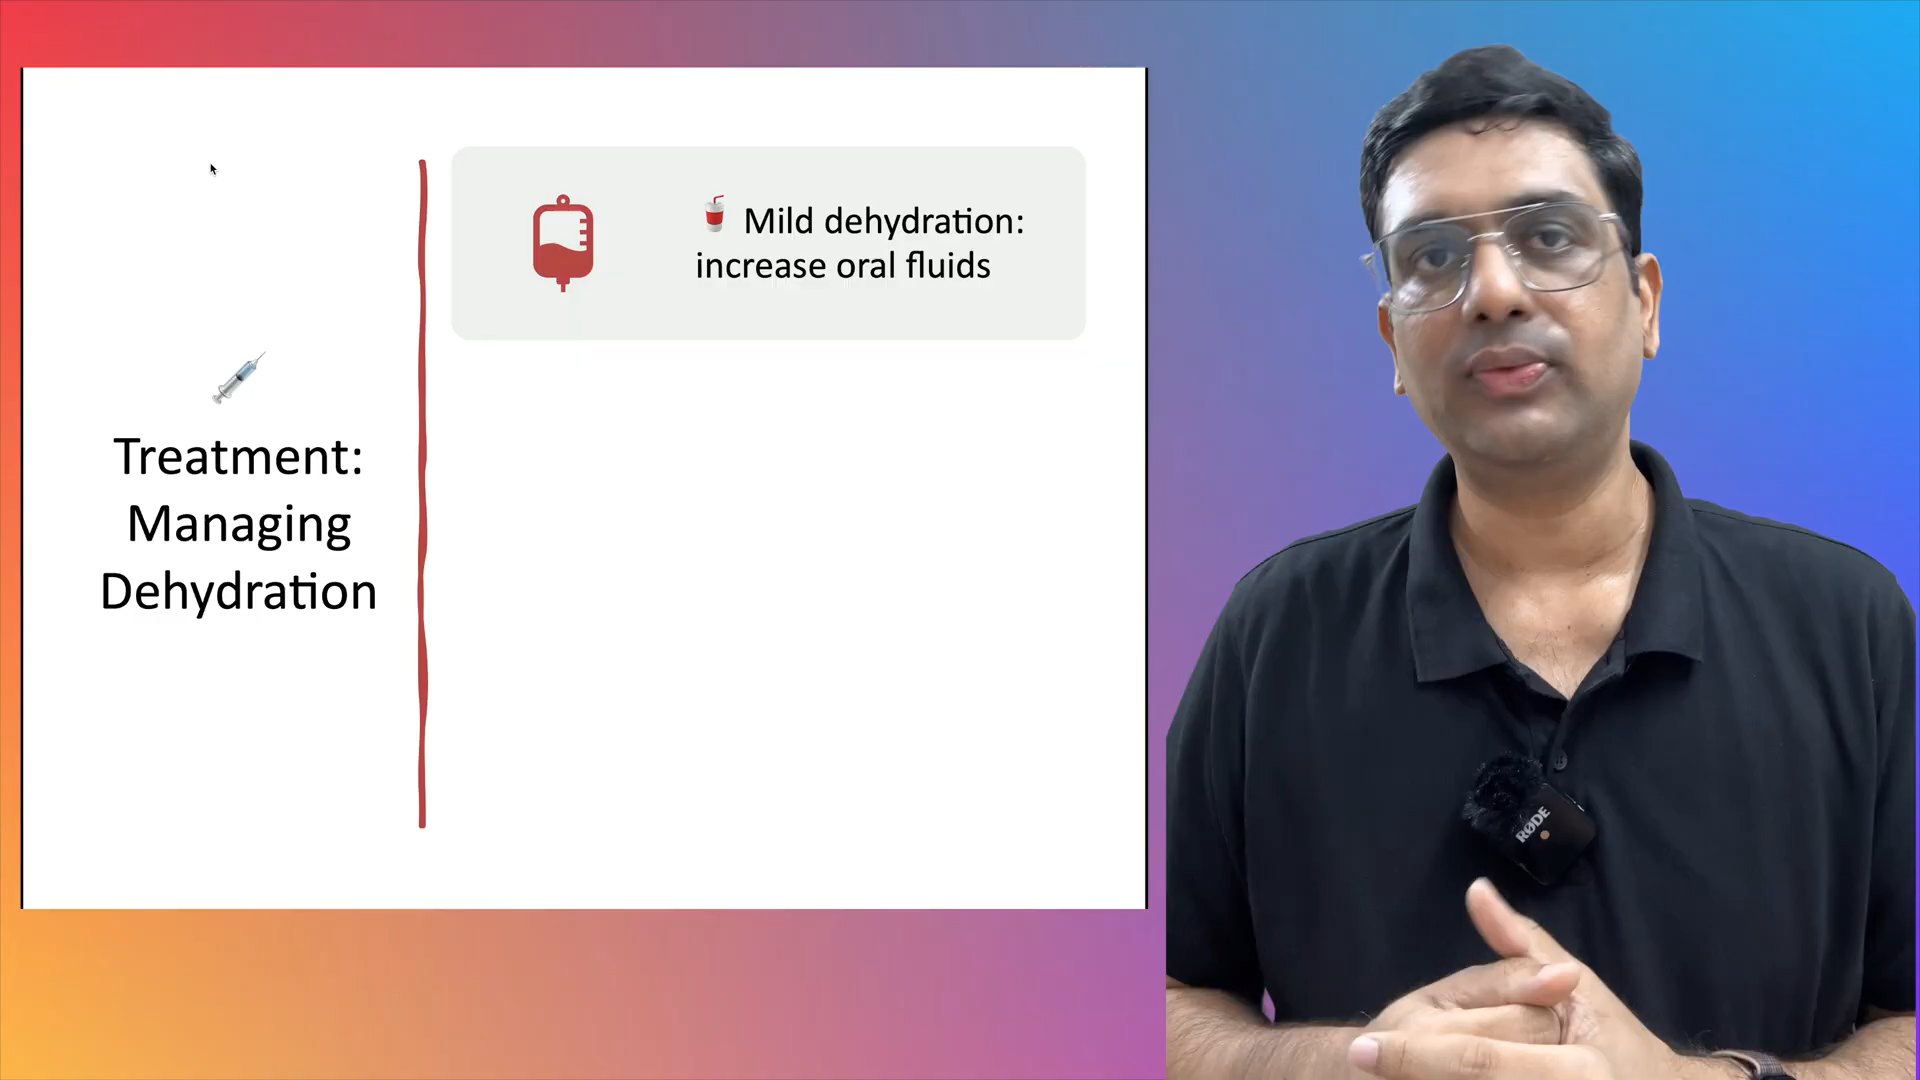 Treatment:
Managing
Dehydration
Mild dehydration:
increase oral fluids
RØDE